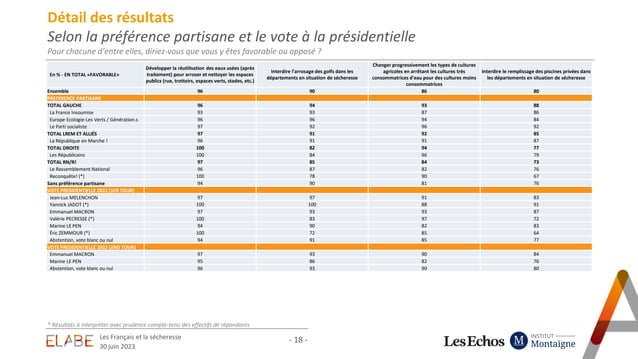 Détail des résultats
Selon la préférence partisane et le vote à la présidentielle
Pour chacune d'entre elles, diriez-vous que vous y êtes favorable ou opposé ?
En % - EN TOTAL «FAVORABLE» Développer la réutilisation des eaux usées (après traitement) pour arroser et nettoyer les espaces publics (rue, trottoirs, espaces verts, stades, etc.) Interdire l'arrosage des golfs dans les départements en situation de sécheresse Changer progressivement les types de cultures agricoles en arrêtant les cultures très consommatrices d'eau pour des cultures moins consommatrices Interdire le remplissage des piscines privées dans les départements en situation de sécheresse
Ensemble 96 90 86 80
PREFERENCE PARTISANE
TOTAL GAUCHE 96 94 93 88
La France Insoumise 93 93 87 86
Europe Ecologie-Les Verts / Génération.s 96 96 94 84
Le Parti socialiste 97 92 96 92
TOTAL LREM ET ALLIÉS 97 91 92 85
La République en Marche ! 96 91 91 87
TOTAL DROITE 100 82 94 77
Les Républicains 100 84 96 79
TOTAL RN/R! 97 85 84 73
Le Rassemblement National 96 87 82 76
Reconquête! (*) 100 78 90 67
Sans préférence partisane 94 90 81 76
VOTE PRESIDENTIELLE 2022 (1ER TOUR)
Jean-Luc MELENCHON 97 97 91 83
Yannick JADOT (*) 100 100 88 91
Emmanuel MACRON 97 93 93 87
Valérie PECRESSE (*) 100 83 97 72
Marine LE PEN 94 90 82 83
Éric ZEMMOUR (*) 100 72 85 64
Abstention, vote blanc ou nul 94 91 85 77
VOTE PRESIDENTIELLE 2022 (2ND TOUR)
Emmanuel MACRON 97 93 90 84
Marine LE PEN 95 86 82 76
Abstention, vote blanc ou nul 96 93 90 80
* Résultats à interpréter avec prudence compte-tenu des effectifs de répondants
ELABE
Les Français et la sécheresse
30 juin 2023
- 18 -
Les Echos
M INSTITUT
Montaigne